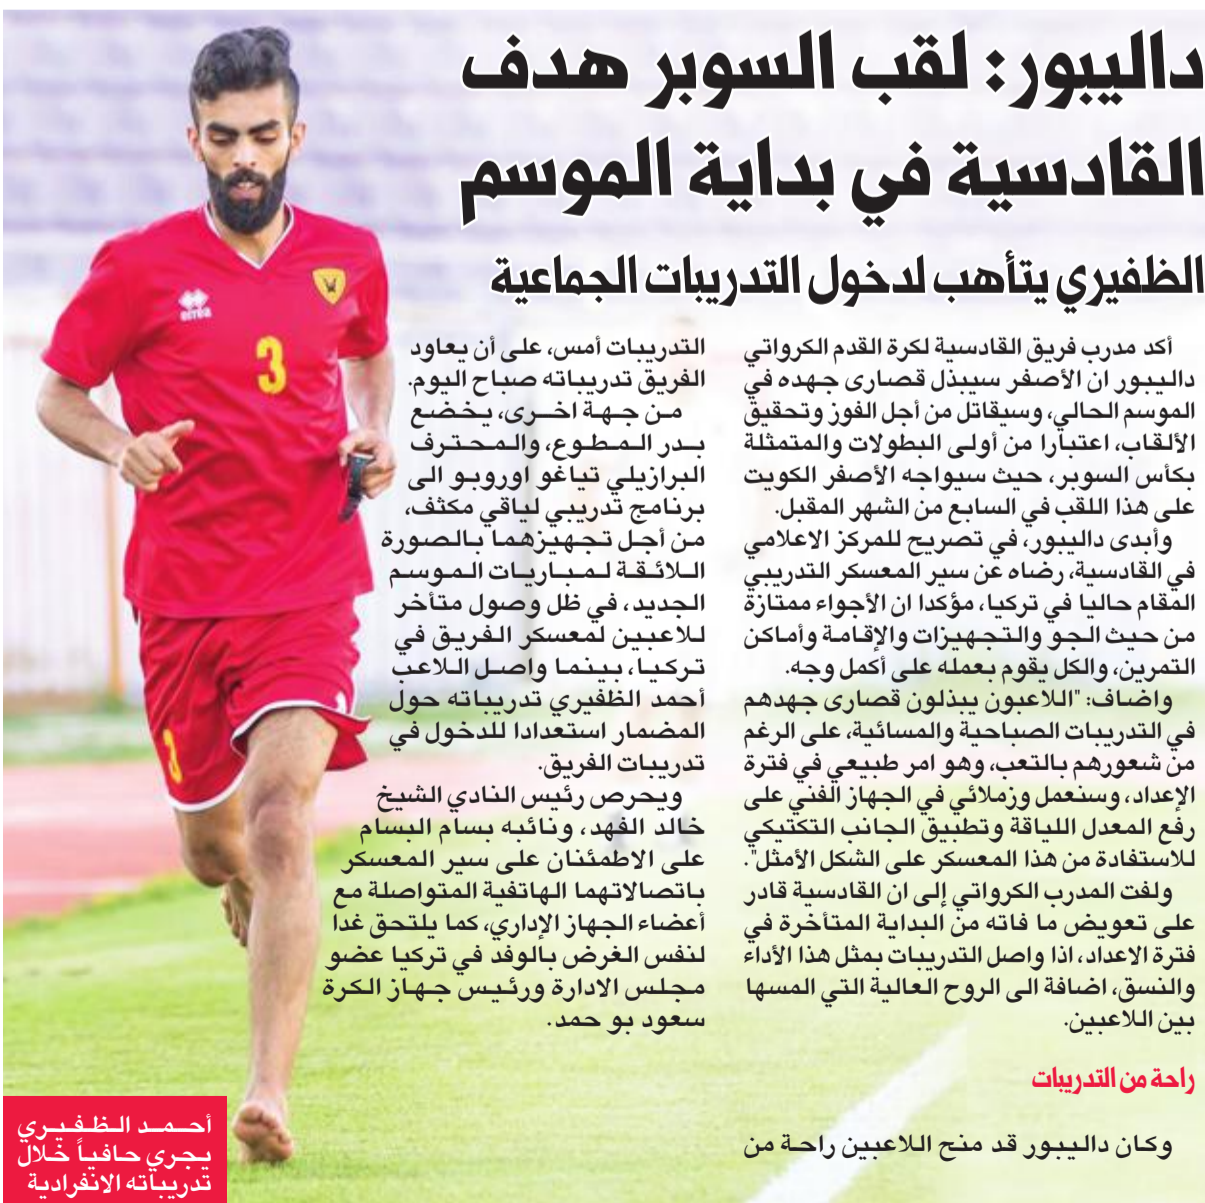 داليبور: لقب السوبر هدف
القادسية في بداية الموسم
الظفيري يتأهب لدخول التدريبات الجماعية
أكد مدرب فريق القادسية لكرة القدم الكرواتي
داليبور ان الأصفر سيبذل قصارى جهده في
الموسم الحالي، وسيقاتل من أجل الفوز وتحقيق
الألقاب، اعتبارا من أولى البطولات والمتمثلة
بكأس السوبر، حيث سيواجه الأصفر الكويت
على هذا اللقب في السابع من الشهر المقبل.
وأبدى داليبور، في تصريح للمركز الاعلامي
في القادسية، رضاه عن سير المعسكر التدريبي
المقام حاليا في تركيا، مؤكدا ان الأجواء ممتازة
من حيث الجو والتجهيزات والإقامة وأماكن
التمرين، والكل يقوم بعمله على أكمل وجه.
واضاف: "اللاعبون يبذلون قصارى جهدهم
في التدريبات الصباحية والمسائية، على الرغم
من شعورهم بالتعب، وهو امر طبيعي في فترة
الإعداد، وسنعمل وزملائي في الجهاز الفني على
رفع المعدل اللياقة وتطبيق الجانب التكتيكي
للاستفادة من هذا المعسكر على الشكل الأمثل".
ولفت المدرب الكرواتي إلى ان القادسية قادر
على تعويض ما فاته من البداية المتأخرة في
فترة الاعداد، اذا واصل التدريبات بمثل هذا الأداء
والنسق، اضافة الى الروح العالية التي المسها
بين اللاعبين.
راحة من التدريبات
وكان داليبور قد منح اللاعبين راحة من
التدريبات أمس، على أن يعاود
الفريق تدريباته صباح اليوم.
من جهة اخرى، يخضع
بدر المطوع، والمحترف
البرازيلي تياغو اوروبو الى
برنامج تدريبي لياقي مكثف،
من أجل تجهيزهما بالصورة
اللائقة لمباريات الموسم
الجديد، في ظل وصول متأخر
للاعبين لمعسكر الفريق في
تركيا، بينما واصل اللاعب
أحمد الظفيري تدريباته حول
المضمار استعدادا للدخول في
تدريبات الفريق.
ويحرص رئيس النادي الشيخ
خالد الفهد، ونائبه بسام البسام
على الاطمئنان على سير المعسكر
باتصالاتهما الهاتفية المتواصلة مع
أعضاء الجهاز الإداري، كما يلتحق غدا
لنفس الغرض بالوفد في تركيا عضو
مجلس الادارة ورئيس جهاز الكرة
سعود بو حمد.
errea
3
3
أحمد الظفيري
يجري حافياً خلال
تدريباته الانفرادية